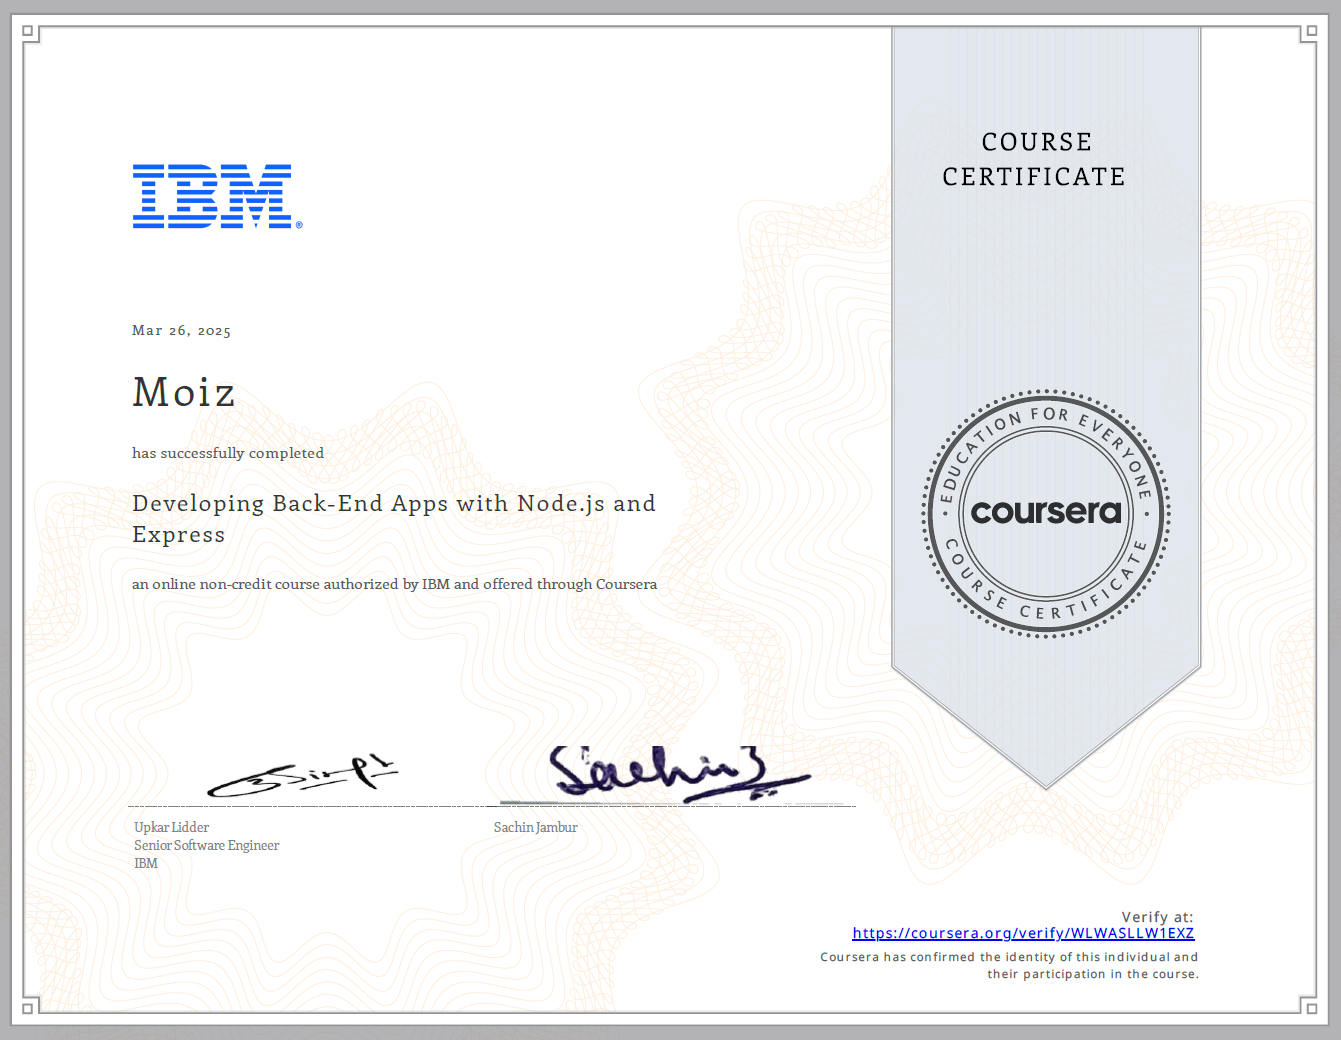 IBM®
COURSE
CERTIFICATE
Mar 26, 2025
Moiz
has successfully completed
Developing Back-End Apps with Node.js and
Express
an online non-credit course authorized by IBM and offered through Coursera
EDUCATION FOR EVERYONE
coursera
COURSE CERTIFICATE
Sachin J
Upkar Lidder
Senior Software Engineer
IBM
Sachin Jambur
Verify at:
https://coursera.org/verify/WLWASLLW1EXZ
Coursera has confirmed the identity of this individual and
their participation in the course.